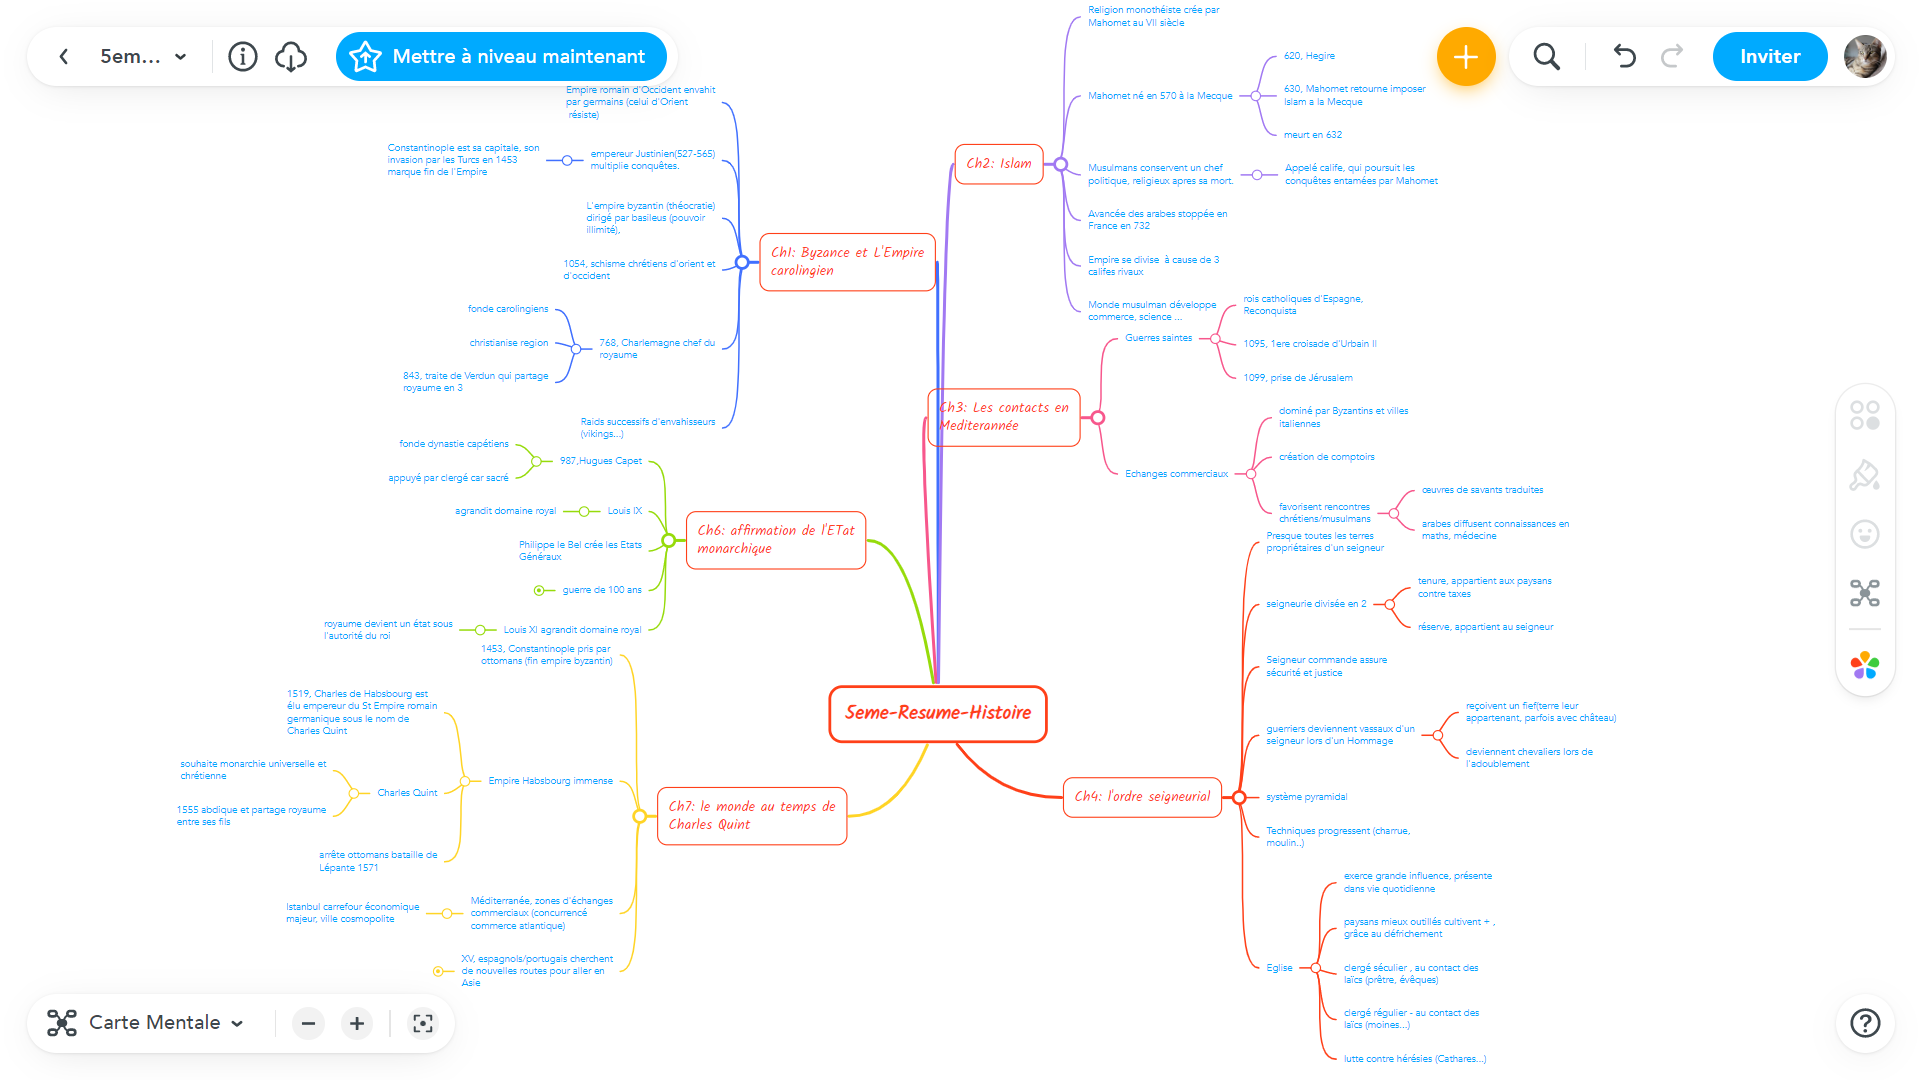 5em...
Mettre à niveau maintenant
Inviter
Empire romain d'Occident envahit
par germains (celui d'Orient
résiste)
Constantinople est sa capitale, son
invasion par les Turcs en 1453
marque fin de l'Empire
empereur Justinien(527-565)
multiplie conquêtes.
L'empire byzantin (théocratie)
dirigé par basileus (pouvoir
illimité),
1054, schisme chrétiens d'orient et
d'occident
Ch1: Byzance et L'Empire
carolingien
fonde carolingiens
christianise region
843, traite de Verdun qui partage
royaume en 3
768, Charlemagne chef du
royaume
Raids successifs d'envahisseurs
(vikings...)
Religion monothéiste crée par
Mahomet au VII siècle
Mahomet né en 570 à la Mecque
620, Hegire
630, Mahomet retourne imposer
Islam a la Mecque
meurt en 632
Ch2: Islam
Musulmans conservent un chef
politique, religieux apres sa mort.
Appelé calife, qui poursuit les
conquêtes entamées par Mahomet
Avancée des arabes stoppée en
France en 732
Empire se divise  à cause de 3
califes rivaux
Monde musulman développe
commerce, science ...
Ch3: Les contacts en
Mediterannée
Guerres saintes
rois catholiques d'Espagne,
Reconquista
1095, 1ere croisade d'Urbain II
1099, prise de Jérusalem
Echanges commerciaux
dominé par Byzantins et villes
Italiennes
création de comptoirs
favorisent rencontres
chrétiens/musulmans
œuvres de savants traduites
arabes diffusent connaissances en
maths, médecine
fonde dynastie capétiens
appuyé par clergé car sacré
987,Hugues Capet
agrandit domaine royal
Louis IX
Philippe le Bel crée les Etats
Généraux
guerre de 100 ans
royaume devient un état sous
l'autorité du roi
Louis XI agrandit domaine royal
Ch6: affirmation de l'ETat
monarchique
5eme-Resume-Histoire
1453, Constantinople pris par
ottomans (fin empire byzantin)
1519, Charles de Habsbourg est
élu empereur du St Empire romain
germanique sous le nom de
Charles Quint
souhaite monarchie universelle et
chrétienne
1555 abdique et partage royaume
entre ses fils
Charles Quint
Empire Habsbourg immense
arrête ottomans bataille de
Lépante 1571
Istanbul carrefour économique
majeur, ville cosmopolite
Méditerranée, zones d'échanges
commerciaux (concurrencé
commerce atlantique)
XV, espagnols/portugais cherchent
de nouvelles routes pour aller en
Asie
Ch7: le monde au temps de
Charles Quint
Ch4: l'ordre seigneurial
Presque toutes les terres
propriétaires d'un seigneur
seigneurie divisée en 2
tenure, appartient aux paysans
contre taxes
réserve, appartient au seigneur
Seigneur commande assure
sécurité et justice
guerriers deviennent vassaux d'un
seigneur lors d'un Hommage
reçoivent un fief(terre leur
appartenant, parfois avec château)
deviennent chevaliers lors de
l'adoublement
système pyramidal
Techniques progressent (charrue,
moulin..)
Eglise
exerce grande influence, présente
dans vie quotidienne
paysans mieux outillés cultivent + ,
grâce au défrichement
clergé séculier , au contact des
laïcs (prêtre, évêques)
clergé régulier - au contact des
laïcs (moines...)
lutte contre hérésies (Cathares...)
Carte Mentale